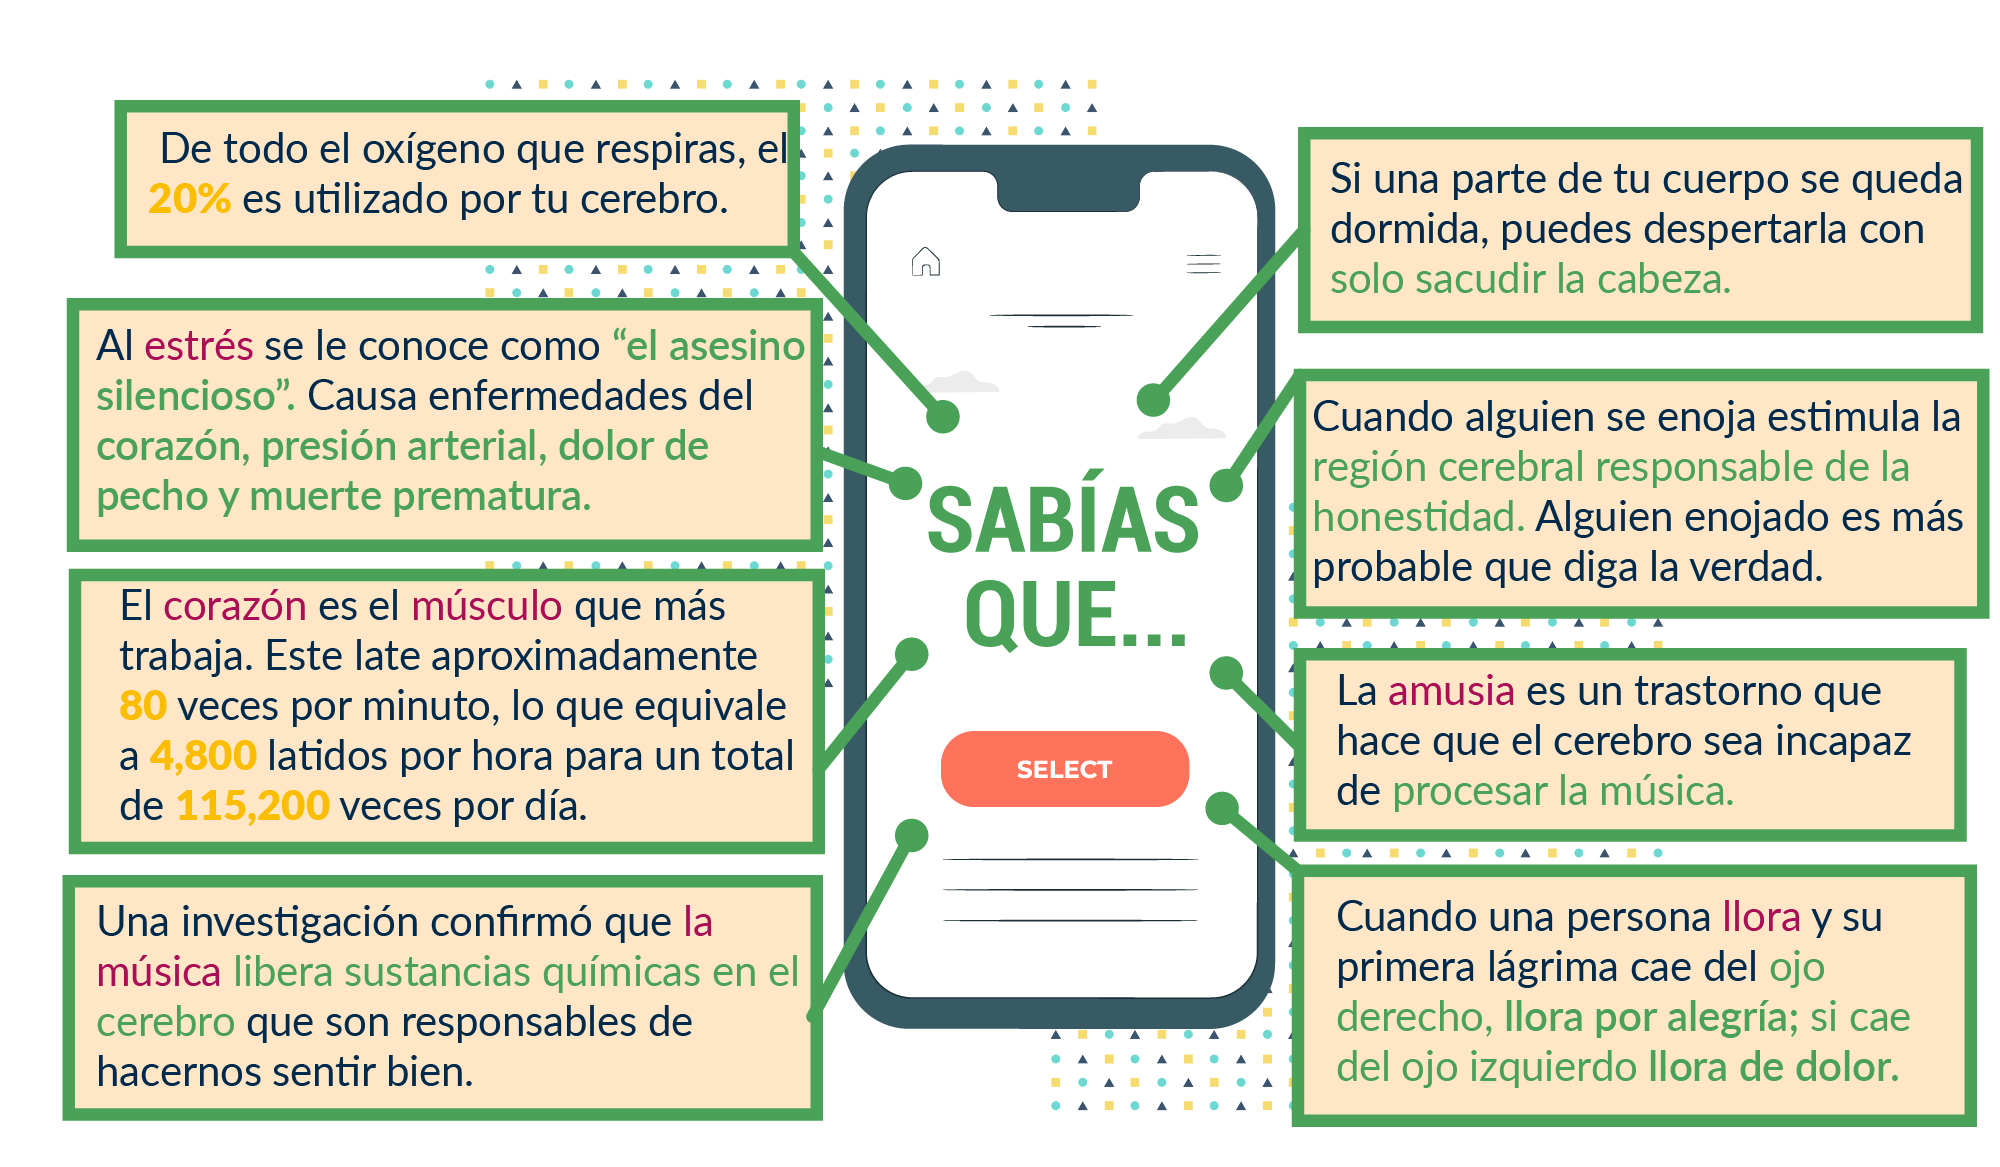 De todo el oxígeno que respiras, el
20% es utilizado por tu cerebro.
Al estrés se le conoce como “el asesino
silencioso”. Causa enfermedades del
corazón, presión arterial, dolor de
pecho y muerte prematura.
El corazón es el músculo que más
trabaja. Este late aproximadamente
80 veces por minuto, lo que equivale
a 4,800 latidos por hora para un total
de 115,200 veces por día.
Una investigación confirmó que la
música libera sustancias químicas en el
cerebro que son responsables de
hacernos sentir bien.
SABÍAS
QUE...
SELECT
Si una parte de tu cuerpo se queda
dormida, puedes despertarla con
solo sacudir la cabeza.
Cuando alguien se enoja estimula la
región cerebral responsable de la
honestidad. Alguien enojado es más
probable que diga la verdad.
La amusia es un trastorno que
hace que el cerebro sea incapaz
de procesar la música.
Cuando una persona llora y su
primera lágrima cae del ojo
derecho, llora por alegría; si cae
del ojo izquierdo llora de dolor.